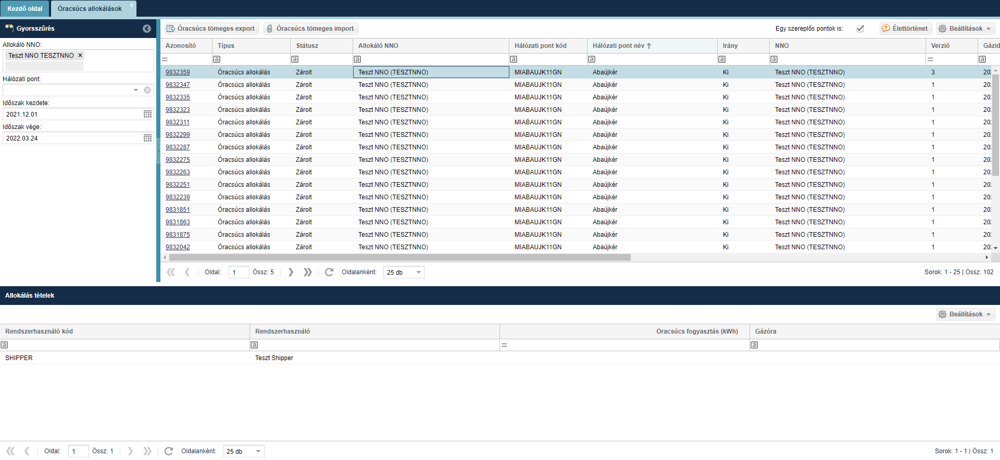 Kezdő oldal
Óracsúcs allokálások
Gyorsszűrés
Allokáló NNO:
Teszt NNO TESZTNNO
Hálózati pont:
Időszak kezdete:
2021.12.01
Időszak vége:
2022.03.24
Óracsúcs tömeges export Óracsúcs tömeges import Egy szereplős pontok is: Élettörténet Beállítások
Azonosító Típus Státusz Allokáló NNO Hálózati pont kód Hálózati pont név Irány NNO Verzió Gázid
9832359 Óracsúcs allokálás Zárolt Teszt NNO (TESZTNNO) MIABAUJK11GN Abaújkér Ki Teszt NNO (TESZTNNO) 3 20
9832347 Óracsúcs allokálás Zárolt Teszt NNO (TESZTNNO) MIABAUJK11GN Abaújkér Ki Teszt NNO (TESZTNNO) 1 20
9832335 Óracsúcs allokálás Zárolt Teszt NNO (TESZTNNO) MIABAUJK11GN Abaújkér Ki Teszt NNO (TESZTNNO) 1 20
9832323 Óracsúcs allokálás Zárolt Teszt NNO (TESZTNNO) MIABAUJK11GN Abaújkér Ki Teszt NNO (TESZTNNO) 1 20
9832311 Óracsúcs allokálás Zárolt Teszt NNO (TESZTNNO) MIABAUJK11GN Abaújkér Ki Teszt NNO (TESZTNNO) 1 20
9832299 Óracsúcs allokálás Zárolt Teszt NNO (TESZTNNO) MIABAUJK11GN Abaújkér Ki Teszt NNO (TESZTNNO) 1 20
9832287 Óracsúcs allokálás Zárolt Teszt NNO (TESZTNNO) MIABAUJK11GN Abaújkér Ki Teszt NNO (TESZTNNO) 1 20
9832275 Óracsúcs allokálás Zárolt Teszt NNO (TESZTNNO) MIABAUJK11GN Abaújkér Ki Teszt NNO (TESZTNNO) 1 20
9832263 Óracsúcs allokálás Zárolt Teszt NNO (TESZTNNO) MIABAUJK11GN Abaújkér Ki Teszt NNO (TESZTNNO) 1 20
9832251 Óracsúcs allokálás Zárolt Teszt NNO (TESZTNNO) MIABAUJK11GN Abaújkér Ki Teszt NNO (TESZTNNO) 1 20
9832239 Óracsúcs allokálás Zárolt Teszt NNO (TESZTNNO) MIABAUJK11GN Abaújkér Ki Teszt NNO (TESZTNNO) 1 20
9831851 Óracsúcs allokálás Zárolt Teszt NNO (TESZTNNO) MIABAUJK11GN Abaújkér Ki Teszt NNO (TESZTNNO) 1 20
9831863 Óracsúcs allokálás Zárolt Teszt NNO (TESZTNNO) MIABAUJK11GN Abaújkér Ki Teszt NNO (TESZTNNO) 1 20
9831875 Óracsúcs allokálás Zárolt Teszt NNO (TESZTNNO) MIABAUJK11GN Abaújkér Ki Teszt NNO (TESZTNNO) 1 20
9832042 Óracsúcs allokálás Zárolt Teszt NNO (TESZTNNO) MIABAUJK11GN Abaújkér Ki Teszt NNO (TESZTNNO) 1 20
Oldal: 1 Össz: 5 Oldalanként: 25 db Sorok: 1 - 25 | Össz: 102
Allokálás tételek
Beállítások
Rendszerhasználó kód Rendszerhasználó Óracsúcs fogyasztás (kWh) Gázóra
SHIPPER Teszt Shipper
Oldal: 1 Össz: 1 Oldalanként: 25 db Sorok: 1 - 1 | Össz: 1